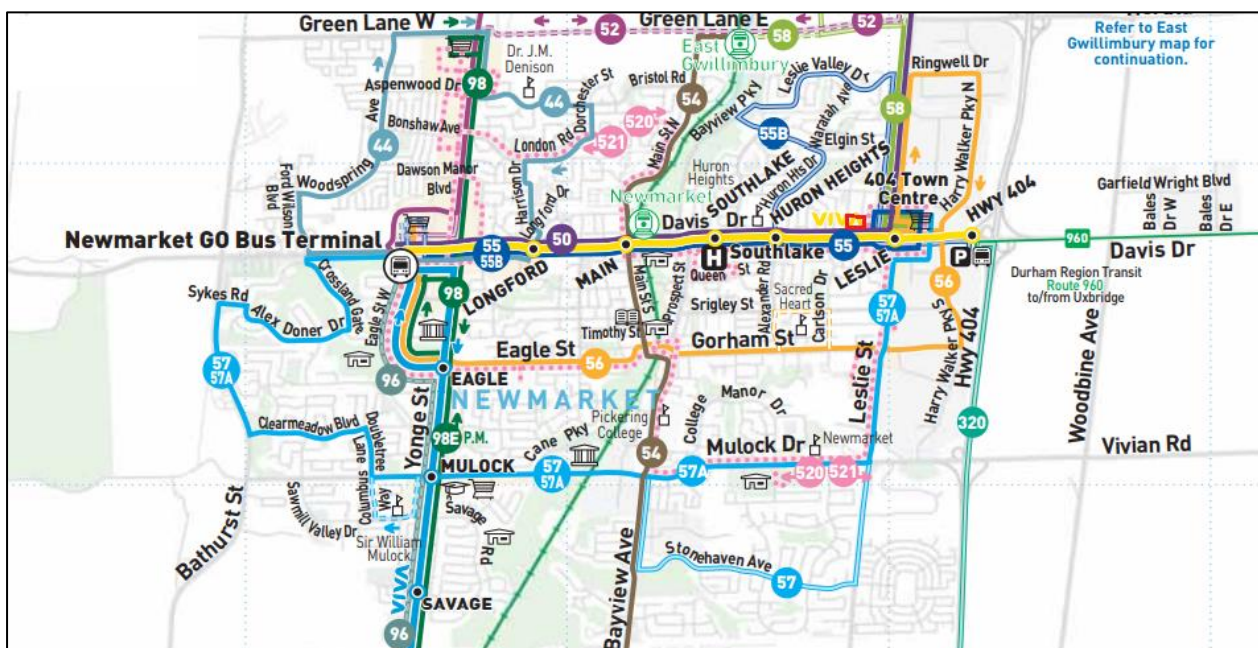 Green Lane W
52
Green Lane E
58
52
Refer to East
Gwillimbury map for
continuation.
East
Gwillimbury
Dr. J.M.
Denison
Aspenwood Dr
98
44
Dorchester St
Bristol Rd
54
Bayview Pky
Leslie Valley Dr
Ringwell Dr
Ave
44
Bonshaw Ave
London Rd
520
521
Main St N
55B
Waratah Ave
Elgin St
58
Harry Walker Pky N
Ford Wilson
Blvd
Woodspring
Dawson Manor
Blvd
Harrison Dr
Longford Dr
Huron
Heights
Newmarket
SOUTHLAKE
Huron Hts Dr
HURON HEIGHTS
404 Town
Centre
HWY 404
Garfield Wright Blvd
Bales
Dr W
Bales
Dr E
Newmarket GO Bus Terminal
55
55B
50
Davis Dr
VIVA
55
960
Davis Dr
LONGFORD
MAIN
H
Southlake
LESLIE
P
Durham Region Transit
Route 960
to/from Uxbridge
Crossland Gate
Sykes Rd
Alex Doner Dr
Eagle St W
98
Main St S
Prospect St
Queen St
Srigley St
Alexander Rd
Sacred
Heart
Carlson Dr
57
57A
56
Timothy St
57
57A
96
Eagle St
56
Gorham St
Harry Walker Pky S
Hwy 404
Woodbine Ave
EAGLE
NEWMARKET
Leslie St
Clearmeadow Blvd
Doubletree
Lane
Yonge St
98E
P.M.
Cane Pky
Pickering
College
College
Manor Dr
Mulock Dr
Newmarket
320
Vivian Rd
54
MULOCK
57
57A
57A
520
521
Columbus
Way
Sawmill Valley Dr
Sir William
Mulock
Savage
Rd
Bathurst St
Stonehaven Ave
57
VIVA
SAVAGE
96
Bayview Ave